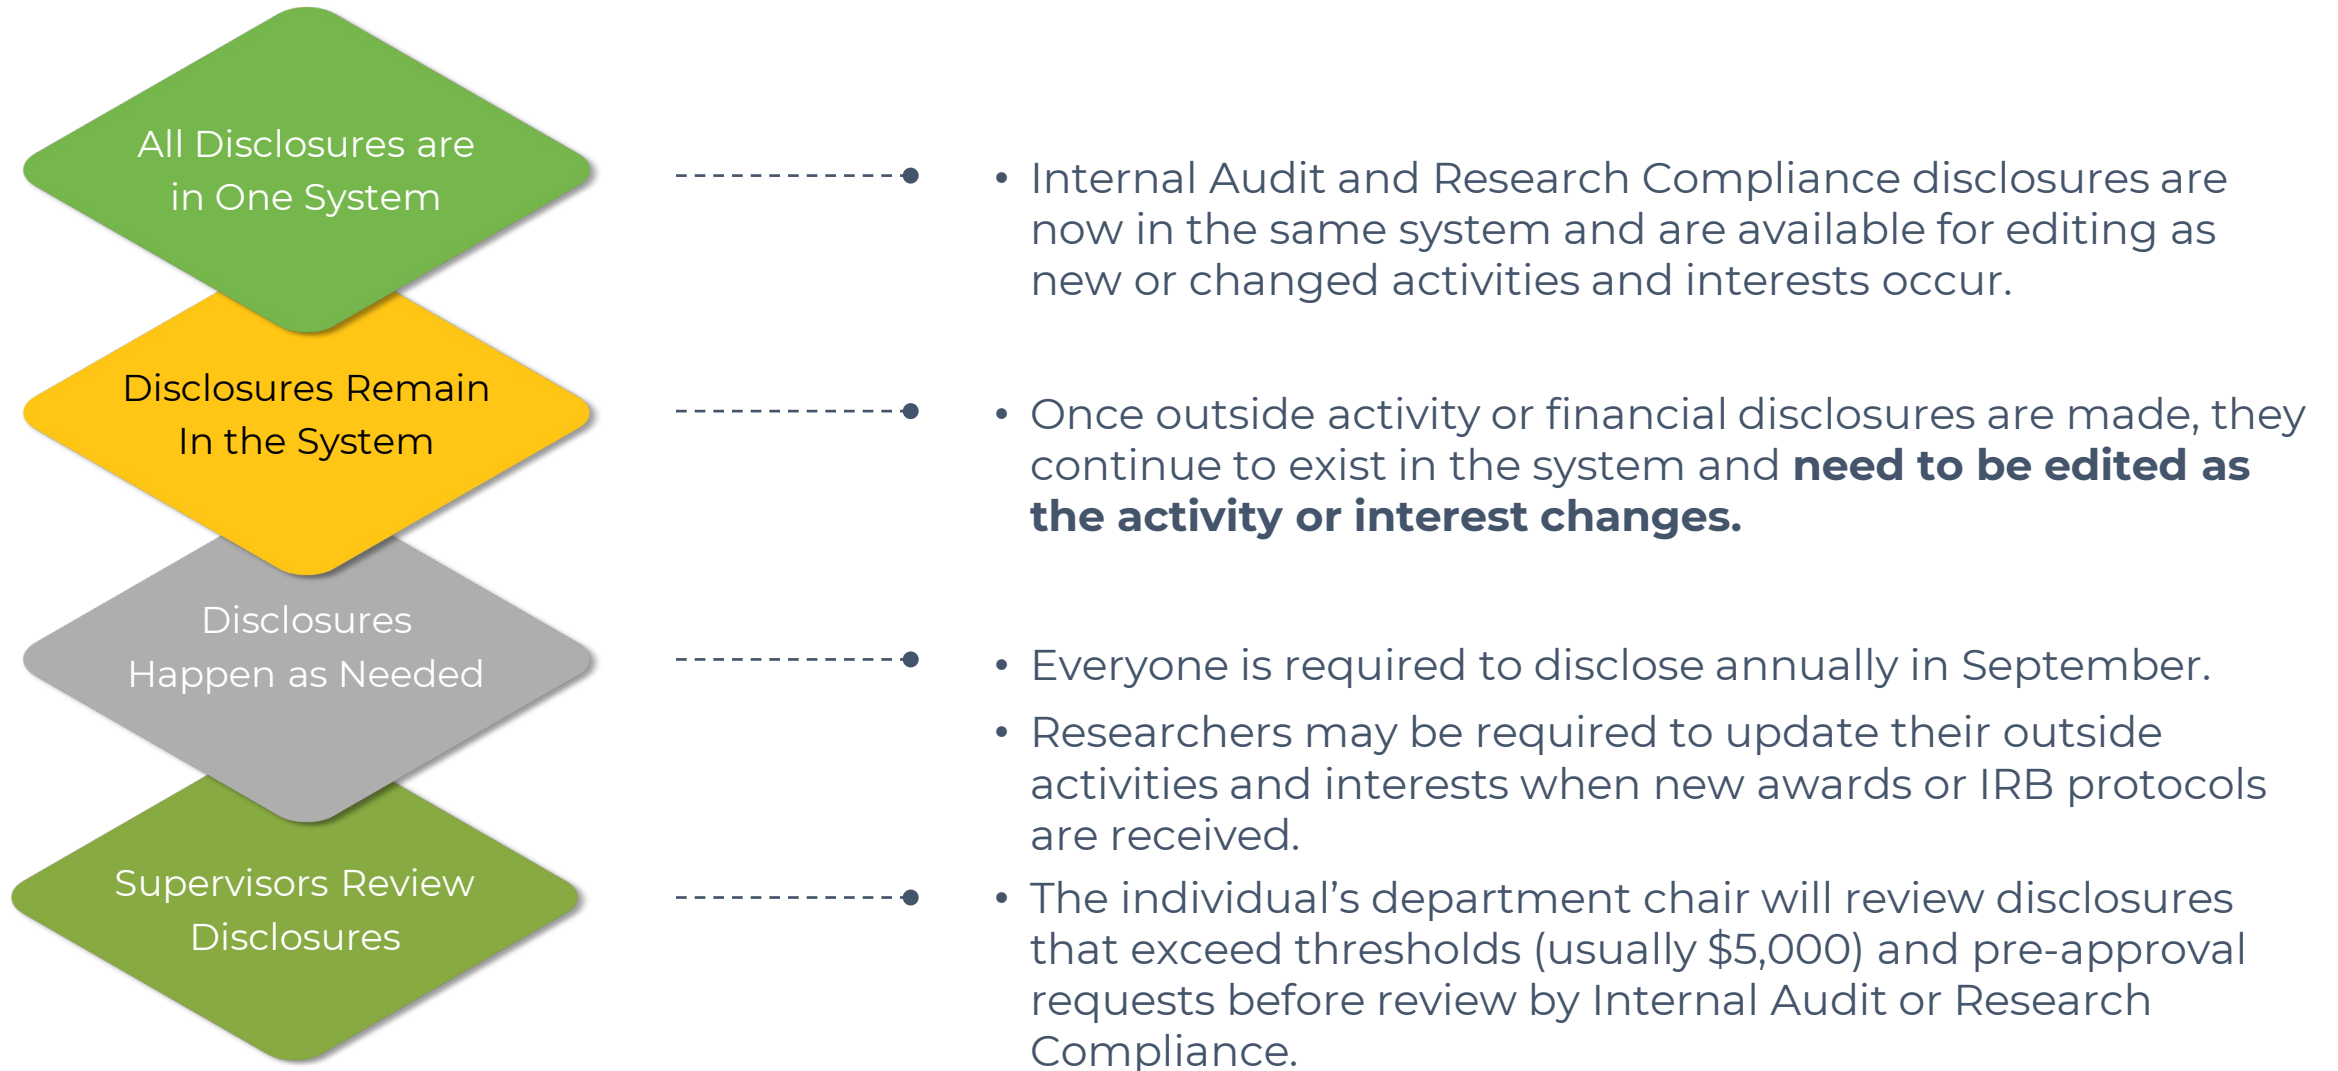 All Disclosures are
in One System
• Internal Audit and Research Compliance disclosures are
now in the same system and are available for editing as
new or changed activities and interests occur.
Disclosures Remain
In the System
• Once outside activity or financial disclosures are made, they
continue to exist in the system and need to be edited as
the activity or interest changes.
Disclosures
Happen as Needed
• Everyone is required to disclose annually in September.
• Researchers may be required to update their outside
activities and interests when new awards or IRB protocols
are received.
Supervisors Review
Disclosures
• The individual’s department chair will review disclosures
that exceed thresholds (usually $5,000) and pre-approval
requests before review by Internal Audit or Research
Compliance.